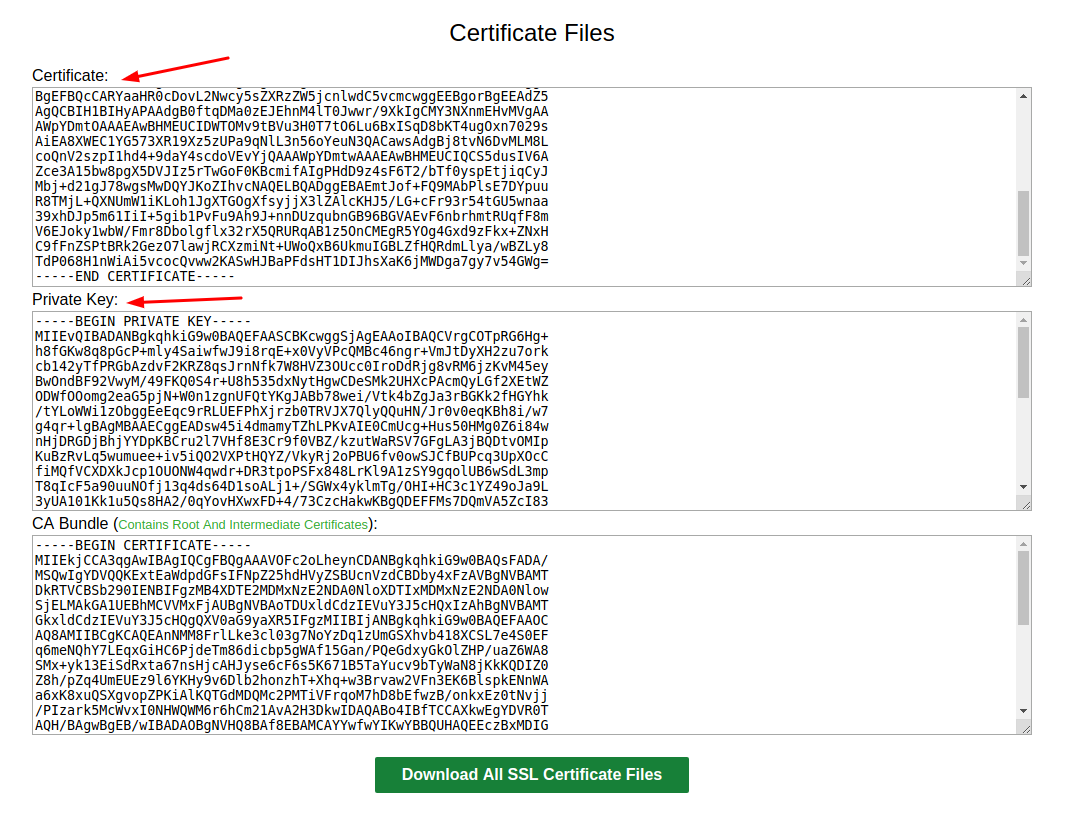 Certificate Files
Certificate:
BgEFBQcCARYaaHR0cDovL2Nwcy5sZXRzZW5jcnlwdC5vcmcwggEEBgorBgEEAdZ5
AgQCBIH1BIHyAPAAdgB0ftqDMa0zEJEhnM4lT0Jwwr/9XkIgCMY3NXnmEHvMVgAA
AWpYDmtOAAAEAwBHMEUCIDWTOMv9tBVu3H0T7tO6Lu6BxISqD8bKT4ugOxn7029s
AiEA8XWEC1YG573XR19Xz5zUPa9qNlL3n56oYeuN3QACawsAdgBj8tvN6DvMLM8L
coQnV2szpI1hd4+9daY4scdoVEvYjQAAAWpYDmtwAAAEAwBHMEUCIQCS5dusIV6A
Zce3A15bw8pgX5DVJIz5rTwGoF0KBcmifAIgPHdD9z4sF6T2/bTf0yspEtjiqCyJ
Mbj+d21gJ78wgsMwDQYJKoZIhvcNAQELBQADggEBAEmtJof+FQ9MAbPlsE7DYpuu
R8TMjL+QXNUmW1iKLoh1JgXTGOgXfsyjjX3lZAlcKHJ5/LG+cFr93r54tGU5wnaa
39xhDJp5m61IiI+5gib1PvFu9Ah9J+nnDUzqubnGB96BGVAEvF6nbrhmtRUqfF8m
V6EJoky1wbW/Fmr8Dbolgflx32rX5QRURqAB1z5OnCMEgR5YOg4Gxd9zFkx+ZNxH
C9fFnZSPtBRk2GezO7lawjRCXzmiNt+UWoQxB6UkmuIGBLZfHQRdmLlya/wBZLy8
TdP068H1nWiAi5vcocQvww2KASwHJBaPFdsHT1DIJhsXaK6jMWDga7gy7v54GWg=
-----END CERTIFICATE-----
Private Key:
-----BEGIN PRIVATE KEY-----
MIIEvQIBADANBgkqhkiG9w0BAQEFAASCBKcwggSjAgEAAoIBAQCVrgCOTpRG6Hg+
h8fGKw8q8pGcP+mly4SaiwfwJ9i8rqE+x0VyVPcQMBc46ngr+VmJtDyXH2zu7ork
cb142yTfPRGbAzdvF2KRZ8qsJrnNfk7W8HVZ3OUcc0IroDdRjg8vRM6jzKvM45ey
BwOndBF92VwyM/49FKQ0S4r+U8h535dxNytHgwCDeSMk2UHXcPAcmQyLGf2XEtWZ
ODWfOOomg2eaG5pjN+W0n1zgnUFQtYKgJABb78wei/Vtk4bZgJa3rBGKk2fHGYhk
/tYLoWWi1zObggEeEqc9rRLUEFPhXjrzb0TRVJX7QlyQQuHN/Jr0v0eqKBh8i/w7
g4qr+lgBAgMBAAECggEADsw45i4dmamyTZhLPKvAIE0CmUcg+Hus50HMg0Z6i84w
nHjDRGDjBhjYYDpKBCru2l7VHf8E3Cr9f0VBZ/kzutWaRSV7GFgLA3jBQDtvOMIp
KuBzRvLq5wumuee+iv5iQO2VXPtHQYZ/VkyRj2oPBU6fv0owSJCfBUPcq3UpXOcC
fiMQfVCXDXkJcp1OUONW4qwdr+DR3tpoPSFx848LrKl9A1zSY9gqolUB6wSdL3mp
T8qIcF5a90uuNOfj13q4ds64D1soALj1+/SGWx4yklmTg/OHI+HC3c1YZ49oJa9L
3yUA101Kk1u5Qs8HA2/0qYovHXwxFD+4/73CzcHakwKBgQDEFFMs7DQmVA5ZcI83
CA Bundle (Contains Root And Intermediate Certificates):
-----BEGIN CERTIFICATE-----
MIIEkjCCA3qgAwIBAgIQCgFBQgAAAVOFc2oLheynCDANBgkqhkiG9w0BAQsFADA/
MSQwIgYDVQQKExtEaWdpdGFsIFNpZ25hdHVyZSBUcnVzdCBDby4xFzAVBgNVBAMT
DkRTVCBSb290IENBIFgzMB4XDTE2MDMxNzE2NDA0NloXDTIxMDMxNzE2NDA0Nlow
SjELMAkGA1UEBhMCVVMxFjAUBgNVBAoTDUxldCdzIEVuY3J5cHQxIzAhBgNVBAMT
GkxldCdzIEVuY3J5cHQgQXV0aG9yaXR5IFgzMIIBIjANBgkqhkiG9w0BAQEFAAOC
AQ8AMIIBCgKCAQEAnNMM8FrlLke3cl03g7NoYzDq1zUmGSXhvb418XCSL7e4S0EF
q6meNQhY7LEqxGiHC6PjdeTm86dicbp5gWAf15Gan/PQeGdxyGkOlZHP/uaZ6WA8
SMx+yk13EiSdRxta67nsHjcAHJyse6cF6s5K671B5TaYucv9bTyWaN8jKkKQDIZ0
Z8h/pZq4UmEUEz9l6YKHy9v6Dlb2honzhT+Xhq+w3Brvaw2VFn3EK6BlspkENnWA
a6xK8xuQSXgvopZPKiAlKQTGdMDQMc2PMTiVFrqoM7hD8bEfwzB/onkxEz0tNvjj
/PIzark5McWvxI0NHWQWM6r6hCm21AvA2H3DkwIDAQABo4IBfTCCAXkwEgYDVR0T
AQH/BAgwBgEB/wIBADAOBgNVHQ8BAf8EBAMCAYYwfwYIKwYBBQUHAQEEczBxMDIG
Download All SSL Certificate Files